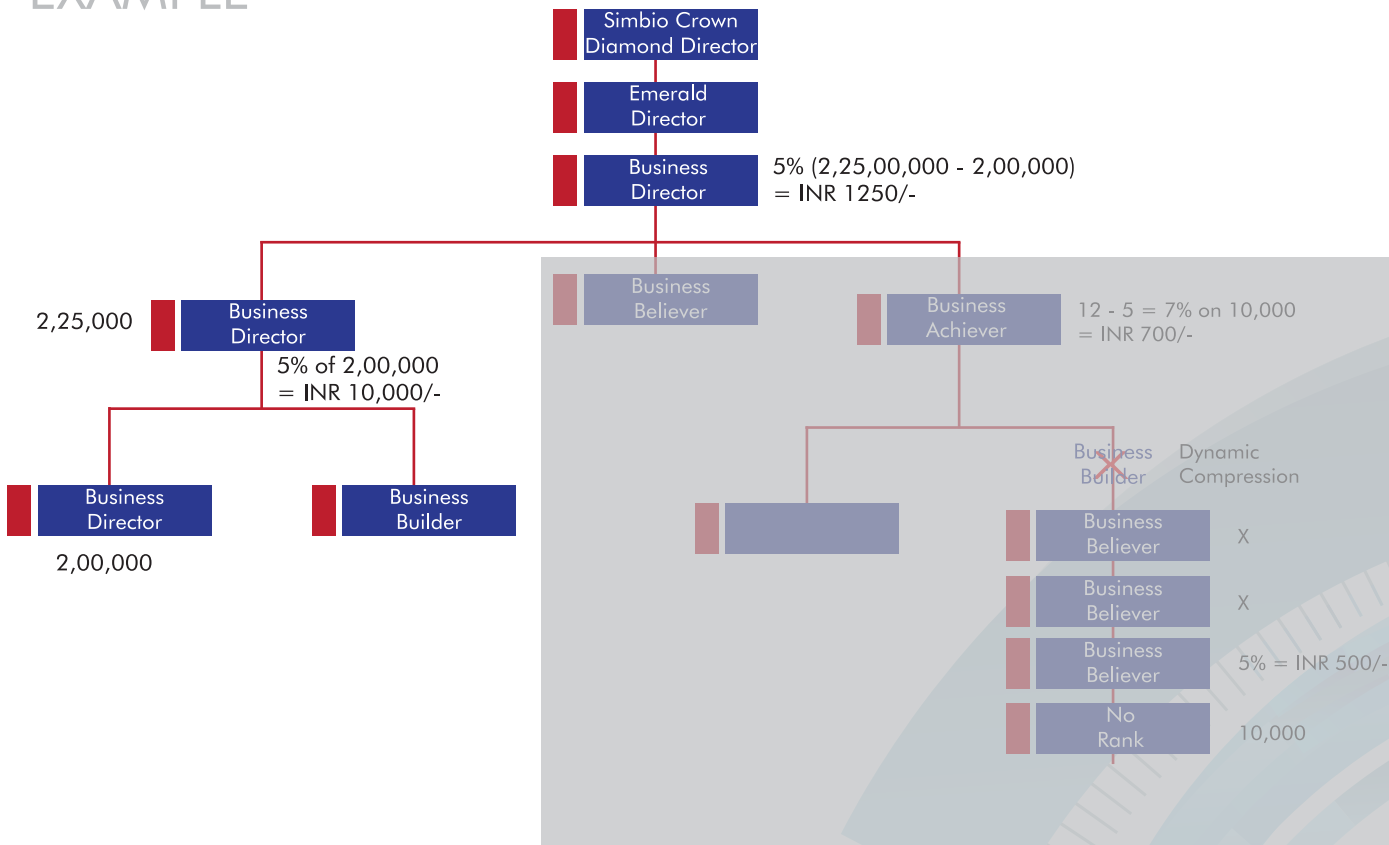 EXAMPLE
Simbio Crown
Diamond Director
Emerald
Director
Business
Director
5% (2,25,00,000 - 2,00,000)
= INR 1250/-
2,25,000
Business
Director
5% of 2,00,000
= INR 10,000/-
Business
Director
2,00,000
Business
Builder
Business
Believer
Business
Achiever
12 - 5 = 7% on 10,000
= INR 700/-
Business
Builder
Dynamic
Compression
Business
Believer
X
Business
Believer
X
Business
Believer
5% = INR 500/-
No
Rank
10,000